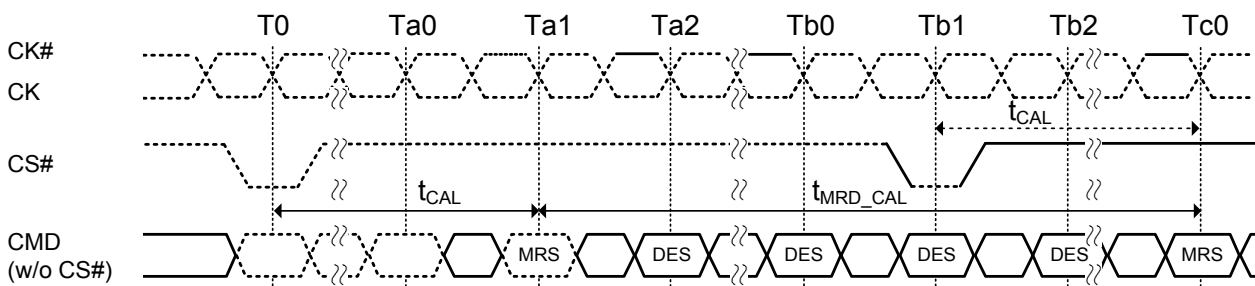 T0 Ta0 Ta1 Ta2 Tb0 Tb1 Tb2 Tc0
CK#
CK
tCAL
CS#
tCAL tMRD_CAL
CMD
(w/o CS#)
MRS DES DES DES DES MRS